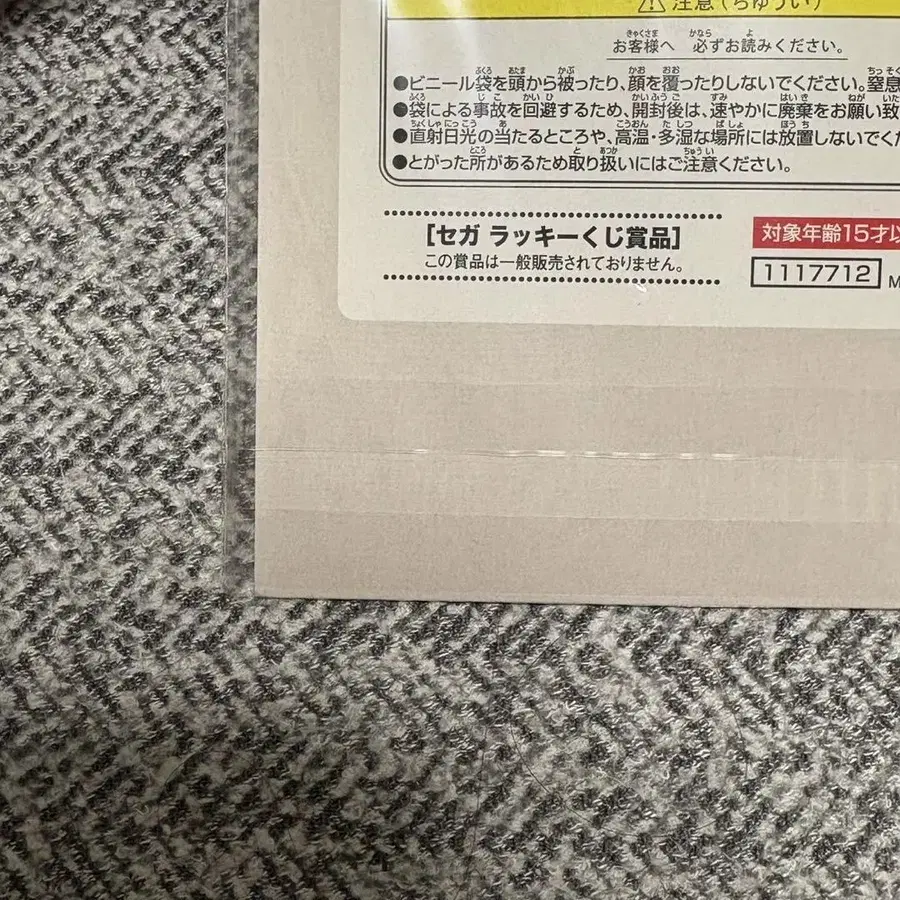 ⚠ 注意(ちゅうい)
お客様へ 必ずお読みください。
●ビニール袋を頭から被ったり、顔を覆ったりしないでください。窒息
●袋による事故を回避するため、開封後は、速やかに廃棄をお願い致
●直射日光の当たるところや、高温・多湿な場所には放置しないでくだ
●とがった所があるため取り扱いにはご注意ください。
[セガ ラッキーくじ賞品]
この賞品は一般販売されておりません。
対象年齢15才以
1117712 M